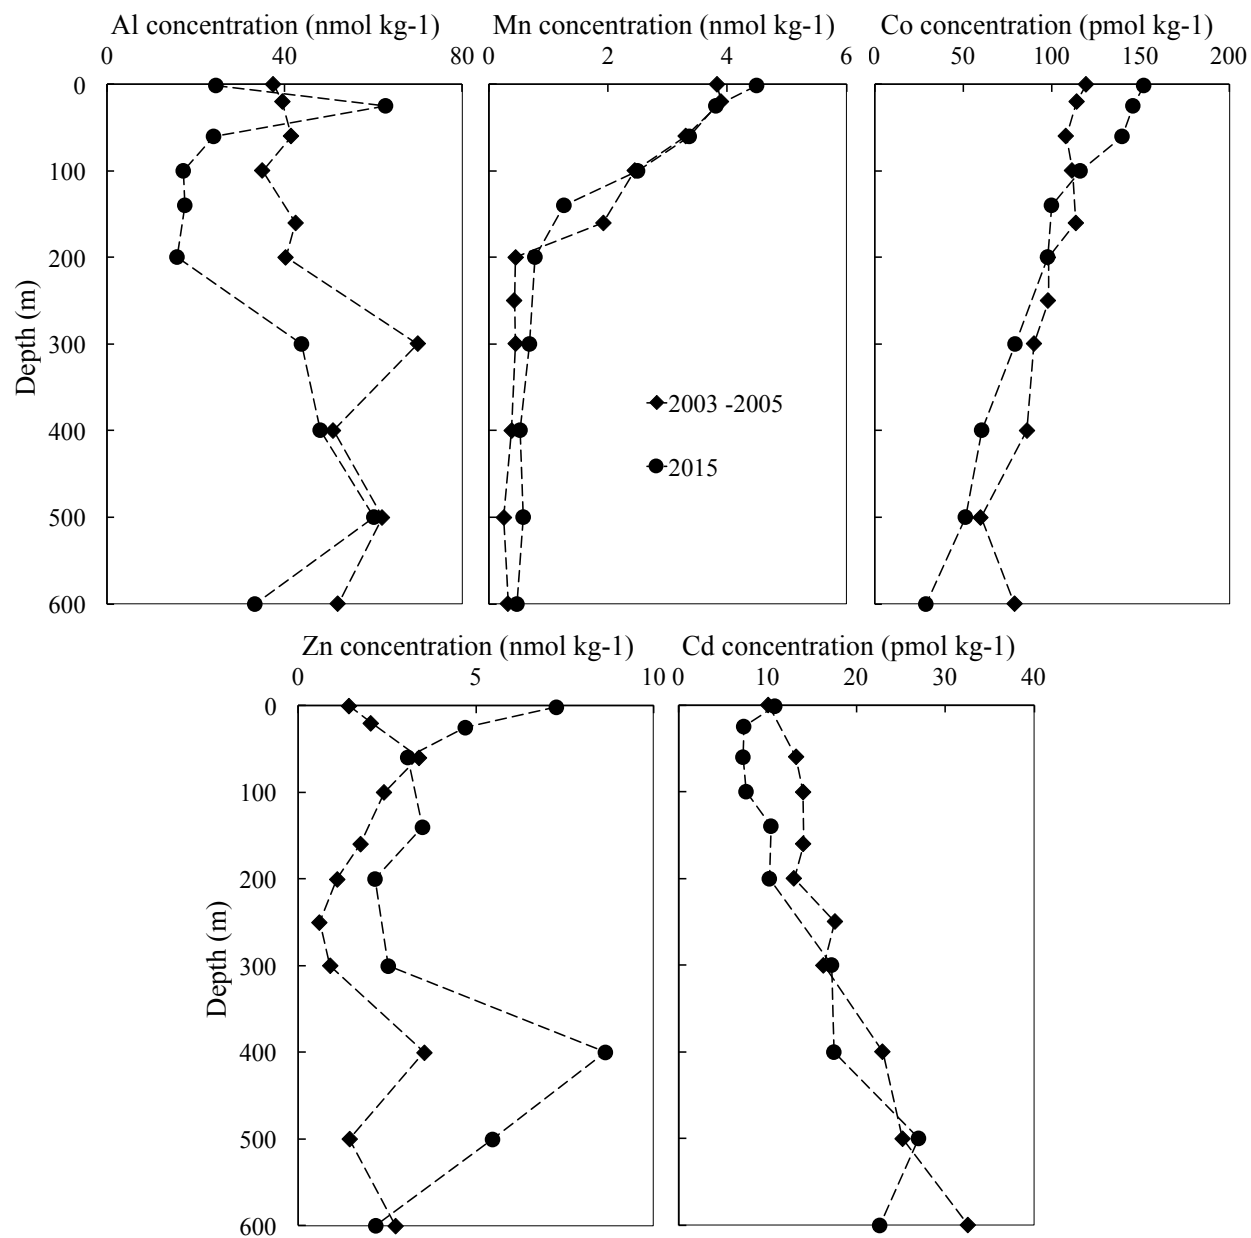 Al concentration (nmol kg-1) Mn concentration (nmol kg-1) Co concentration (pmol kg-1)
0 40 80 0 2 4 6 0 50 100 150 200
0
100
200
300
400
500
600
Depth (m)
2003 -2005
2015
Zn concentration (nmol kg-1) Cd concentration (pmol kg-1)
0 5 10 0 10 20 30 40
0
100
200
300
400
500
600
Depth (m)